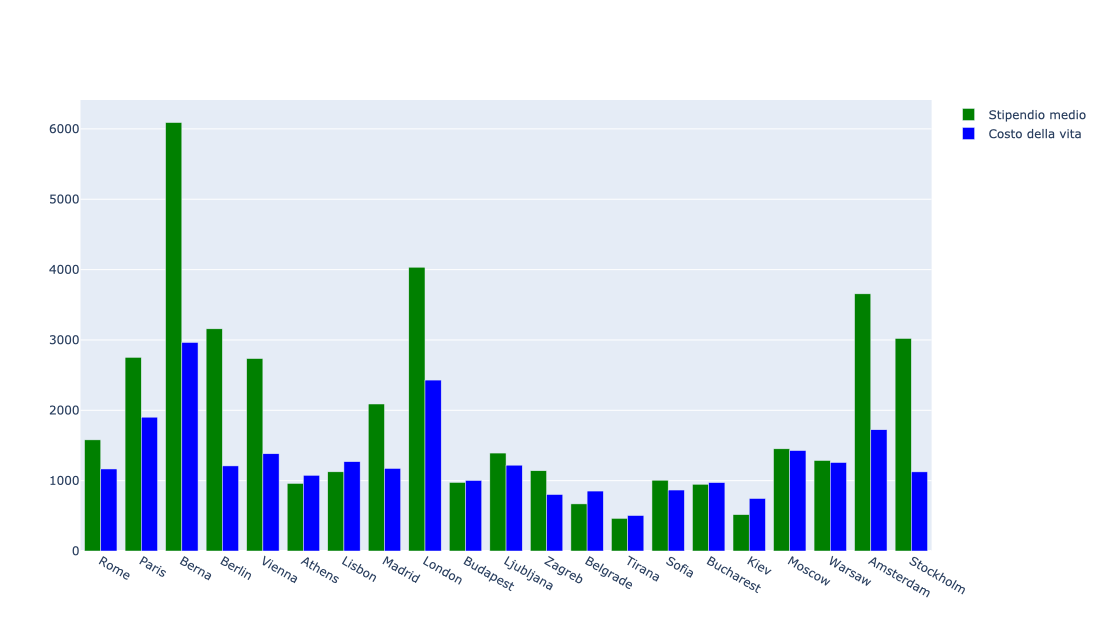 Stipendio medio
Costo della vita
6000
5000
4000
3000
2000
1000
0
Rome
Paris
Berna
Berlin
Vienna
Athens
Lisbon
Madrid
London
Budapest
Ljubljana
Zagreb
Belgrade
Tirana
Sofia
Bucharest
Kiev
Moscow
Warsaw
Amsterdam
Stockholm